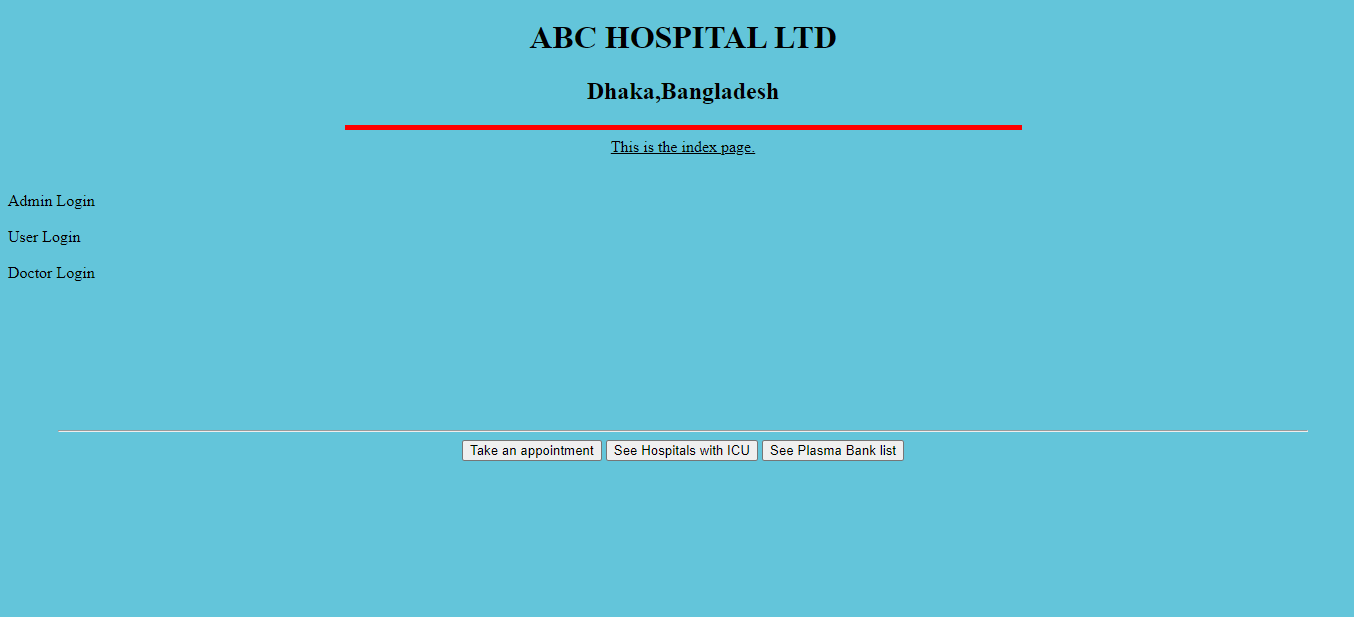 ABC HOSPITAL LTD
Dhaka,Bangladesh
This is the index page.
Admin Login
User Login
Doctor Login
Take an appointment See Hospitals with ICU See Plasma Bank list